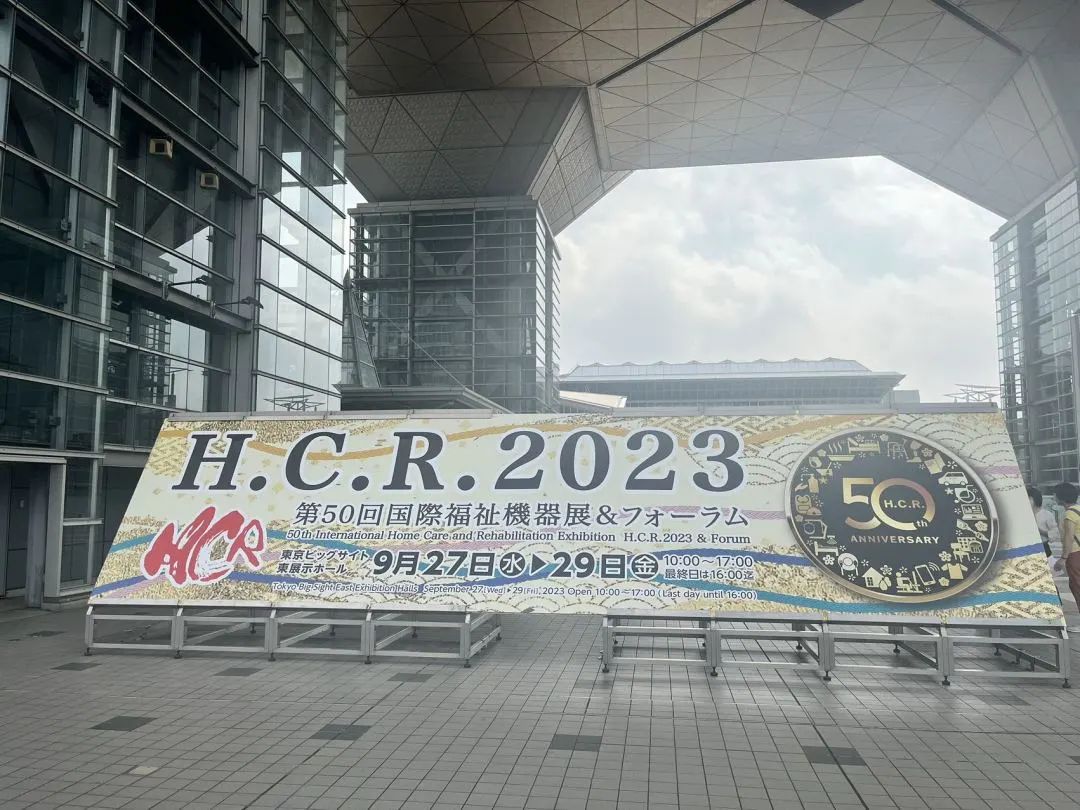 H.C.R.2023
第50回国際福祉機器展&フォーラム
50th International Home Care and Rehabilitation Exhibition H.C.R.2023 & Forum
HCR
東京ビッグサイト
東展示ホール
9月27日水▶29日金
10:00～17:00
最終日は16:00迄
Tokyo Big Sight East Exhibition Halls September 27(Wed)▶29(Fri), 2023 Open 10:00～17:00 (Last day until 16:00)
50th
H.C.R.
ANNIVERSARY